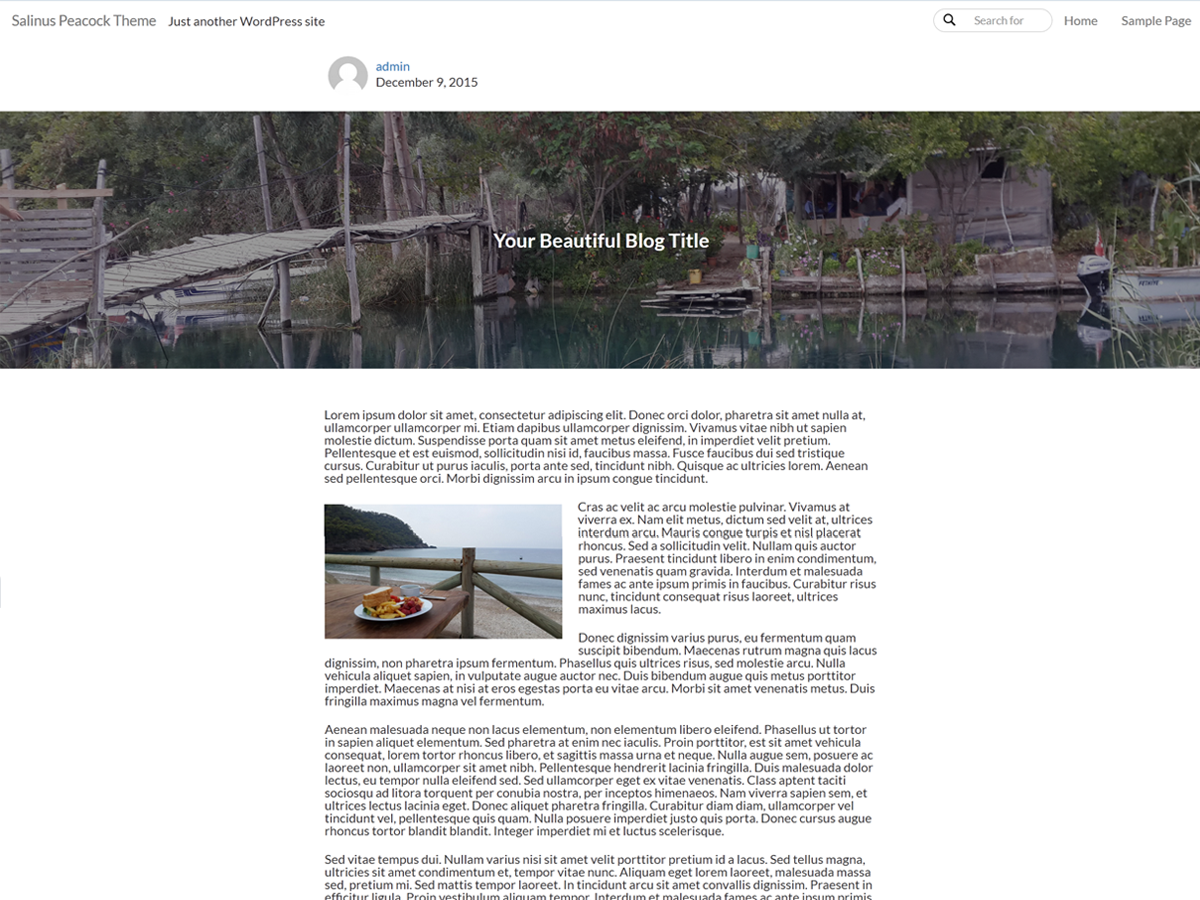 Salinus Peacock Theme Just another WordPress site Search for Home Sample Page
admin
December 9, 2015
Your Beautiful Blog Title
Lorem ipsum dolor sit amet, consectetur adipiscing elit. Donec orci dolor, pharetra sit amet nulla at,
ullamcorper ullamcorper mi. Etiam dapibus ullamcorper dignissim. Vivamus vitae nibh ut sapien
molestie dictum. Suspendisse porta quam sit amet metus eleifend, in imperdiet velit pretium.
Pellentesque et est euismod, sollicitudin nisi id, faucibus massa. Fusce faucibus dui sed tristique
cursus. Curabitur ut purus iaculis, porta ante sed, tincidunt nibh. Quisque ac ultricies lorem. Aenean
sed pellentesque orci. Morbi dignissim arcu in ipsum congue tincidunt.
Cras ac velit ac arcu molestie pulvinar. Vivamus at
viverra ex. Nam elit metus, dictum sed velit at, ultrices
interdum arcu. Mauris congue turpis et nisl placerat
rhoncus. Sed a sollicitudin velit. Nullam quis auctor
purus. Praesent tincidunt libero in enim condimentum,
sed venenatis quam gravida. Interdum et malesuada
fames ac ante ipsum primis in faucibus. Curabitur risus
nunc, tincidunt consequat risus laoreet, ultrices
maximus lacus.
Donec dignissim varius purus, eu fermentum quam
suscipit bibendum. Maecenas rutrum magna quis lacus
dignissim, non pharetra ipsum fermentum. Phasellus quis ultrices risus, sed molestie arcu. Nulla
vehicula aliquet sapien, in vulputate augue auctor nec. Duis bibendum augue quis metus porttitor
imperdiet. Maecenas at nisi at eros egestas porta eu vitae arcu. Morbi sit amet venenatis metus. Duis
fringilla maximus magna vel fermentum.
Aenean malesuada neque non lacus elementum, non elementum libero eleifend. Phasellus ut tortor
in sapien aliquet elementum. Sed pharetra at enim nec iaculis. Proin porttitor, est sit amet vehicula
consequat, lorem tortor rhoncus libero, et sagittis massa urna et neque. Nulla augue sem, posuere ac
laoreet non, ullamcorper sit amet nibh. Pellentesque hendrerit lacinia fringilla. Duis malesuada dolor
lectus, eu tempor nulla eleifend sed. Sed ullamcorper eget ex vitae venenatis. Class aptent taciti
sociosqu ad litora torquent per conubia nostra, per inceptos himenaeos. Nam viverra sapien sem, et
ultrices lectus lacinia eget. Donec aliquet pharetra fringilla. Curabitur diam diam, ullamcorper vel
tincidunt vel, pellentesque quis quam. Nulla posuere imperdiet justo quis porta. Donec cursus augue
rhoncus tortor blandit blandit. Integer imperdiet mi et luctus scelerisque.
Sed vitae tempus dui. Nullam varius nisi sit amet velit porttitor pretium id a lacus. Sed tellus magna,
ultricies sit amet condimentum et, tempor vitae nunc. Aliquam eget lorem laoreet, malesuada massa
sed, pretium mi. Sed mattis tempor laoreet. In tincidunt arcu sit amet convallis dignissim. Praesent in
efficitur ligula. Proin vestibulum aliquam tempor. Interdum et malesuada fames ac ante ipsum primis